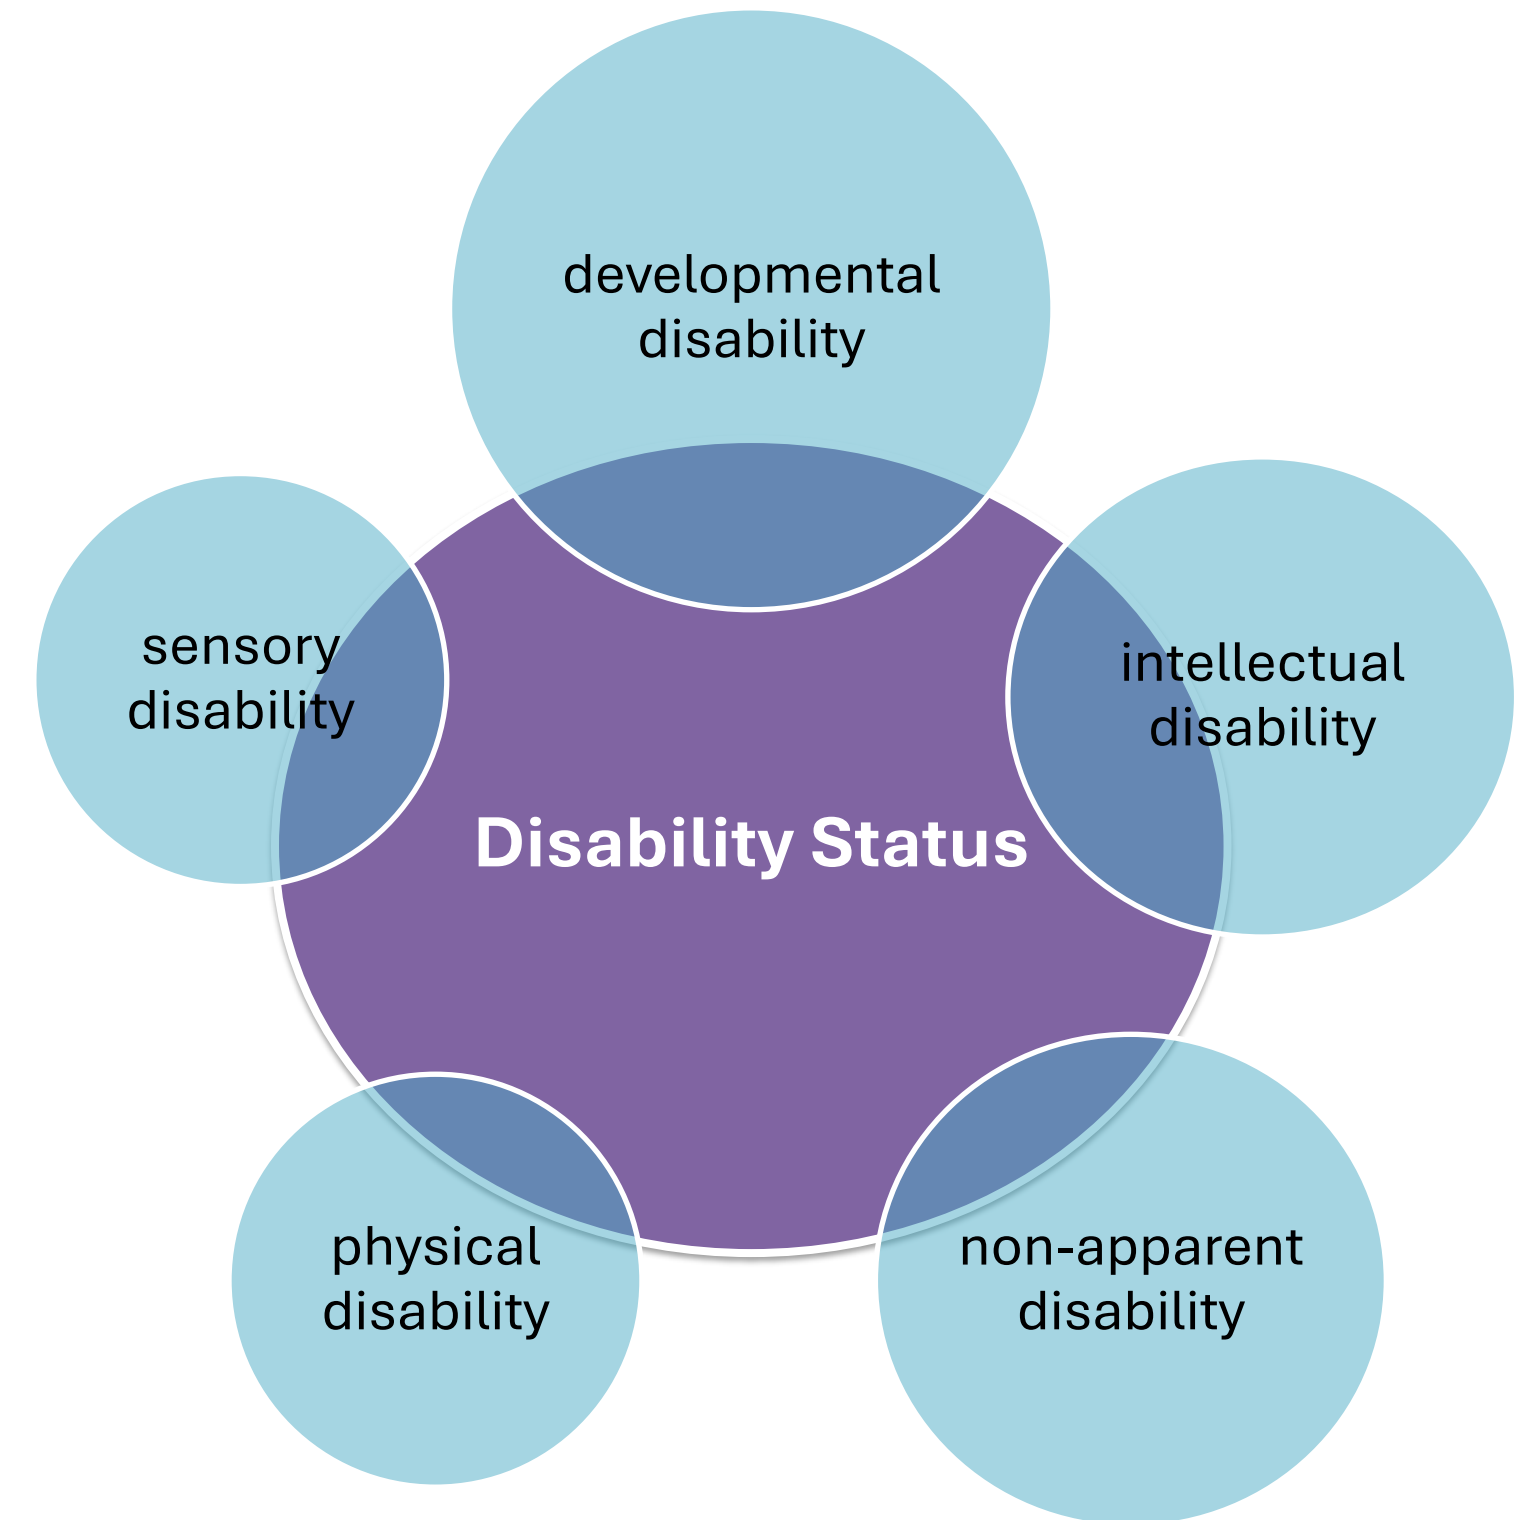 developmental
disability
sensory
disability
intellectual
disability
Disability Status
physical
disability
non-apparent
disability